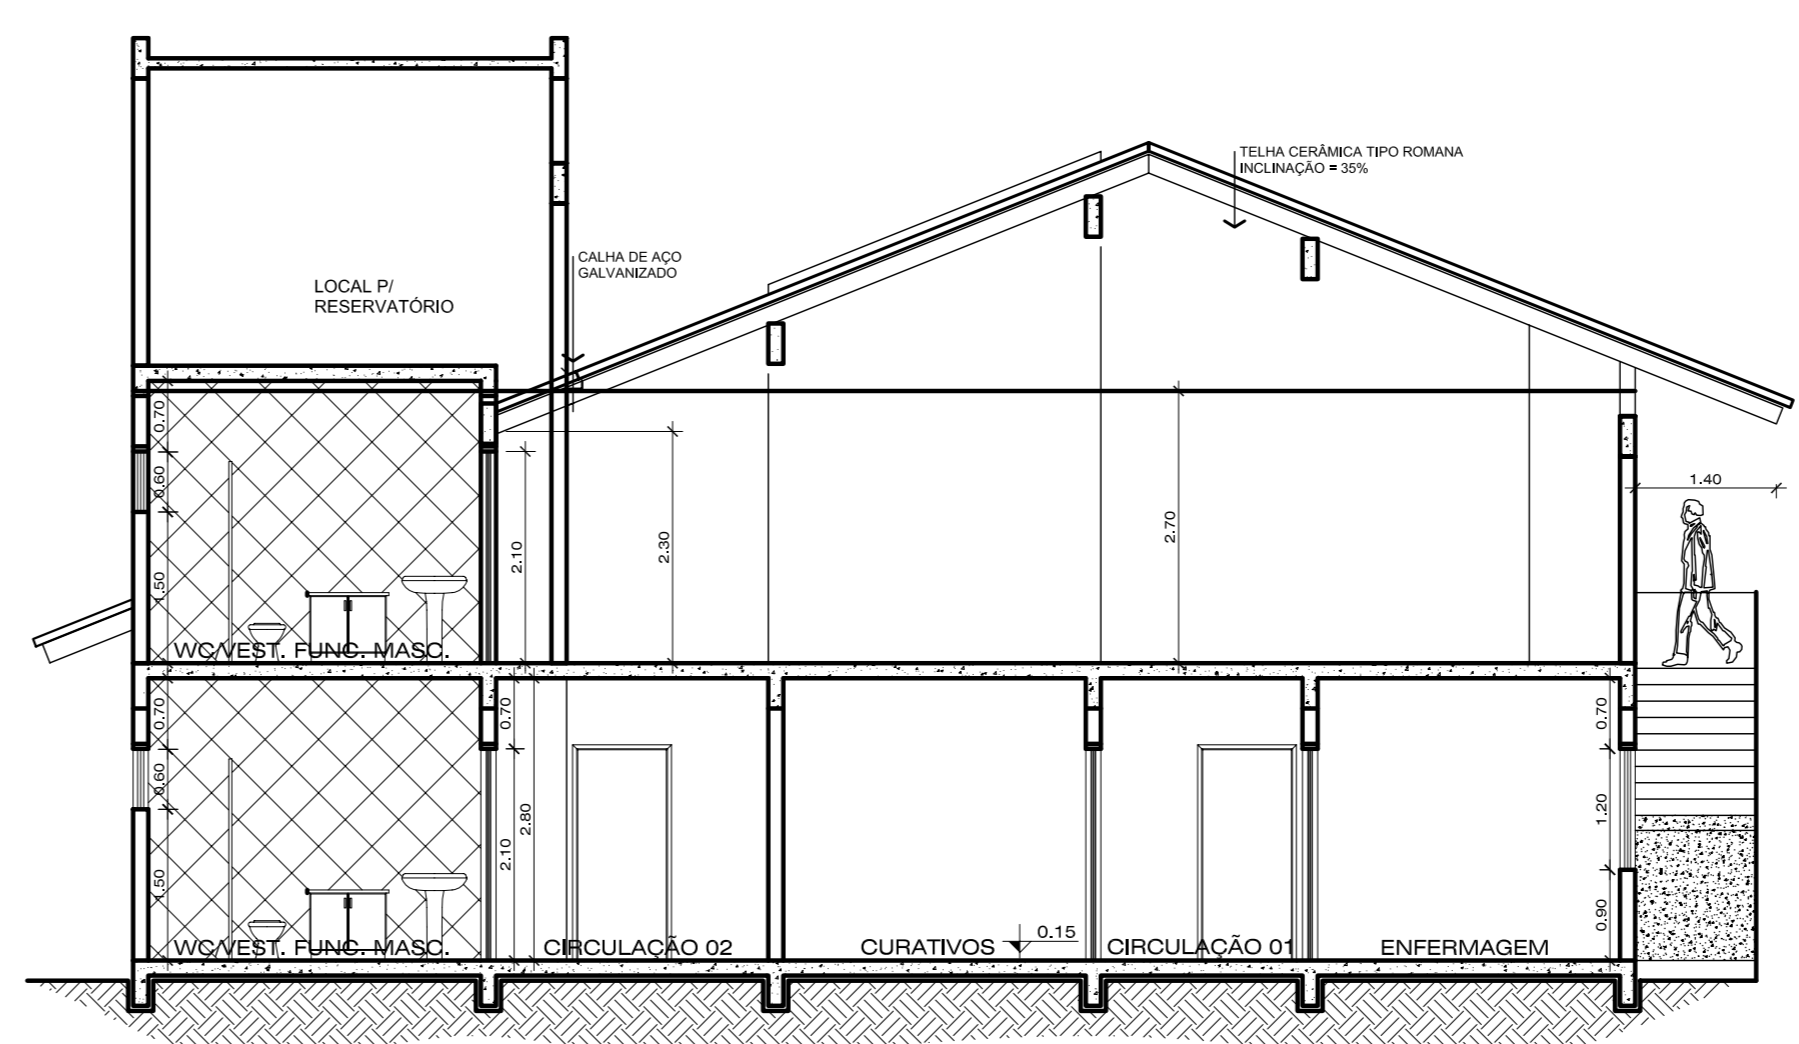 TELHA CERÂMICA TIPO ROMANA
INCLINAÇÃO = 35%
CALHA DE AÇO
GALVANIZADO
LOCAL P/
RESERVATÓRIO
0.70
0.60
1.50
2.10
2.30
2.70
1.40
WC/VEST. FUNC. MASC.
0.70
0.60
1.50
0.70
2.10
2.80
0.70
1.20
0.90
WC/VEST. FUNC. MASC.
CIRCULAÇÃO 02
CURATIVOS
0.15
CIRCULAÇÃO 01
ENFERMAGEM